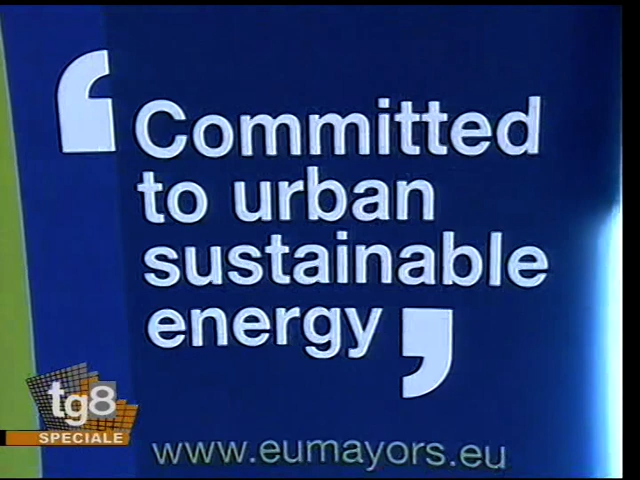 ‘Committed
to urban
sustainable
energy’
tg8
SPECIALE
www.eumayors.eu